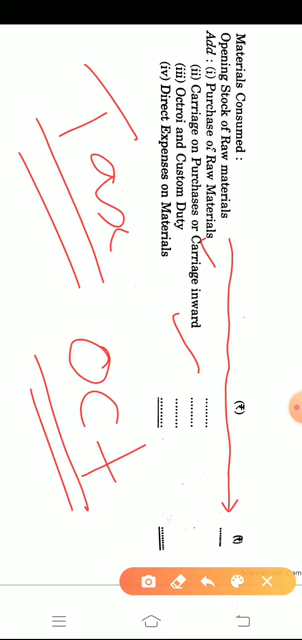 Materials Consumed :
(₹) (₹)
Opening Stock of Raw materials ......
Add : (i) Purchase of Raw Materials ........
(ii) Carriage on Purchases or Carriage inward ........
(iii) Octroi and Custom Duty ........
(iv) Direct Expenses on Materials ........ ......
Tax OCt